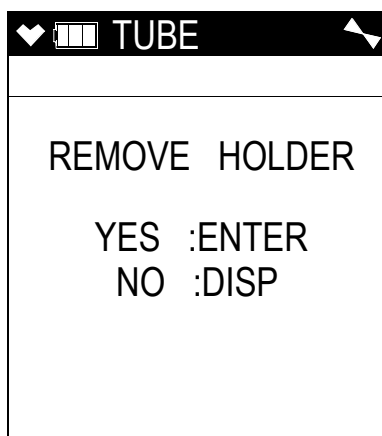 TUBE
REMOVE HOLDER
YES :ENTER
NO :DISP